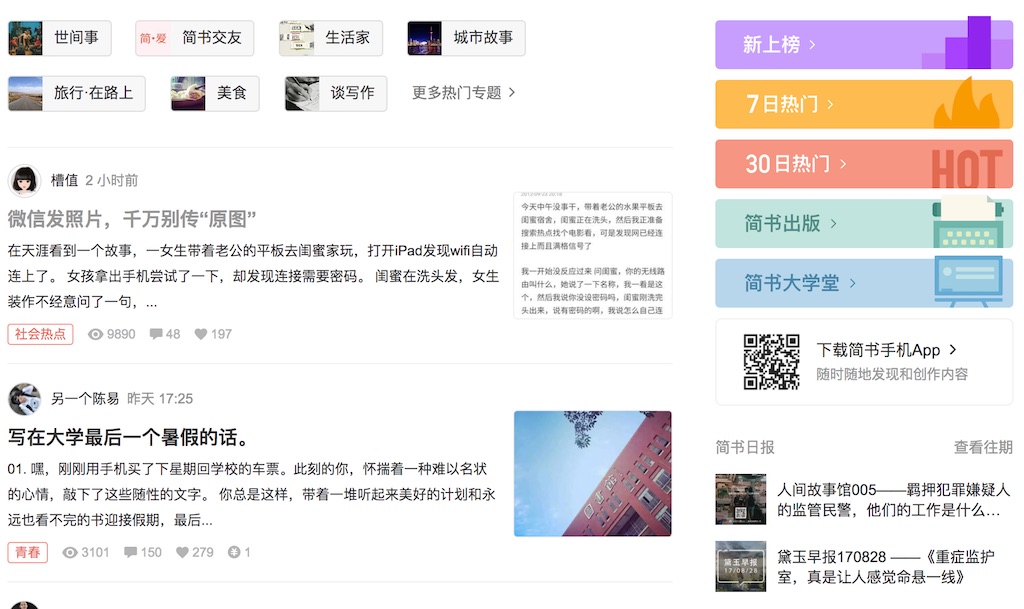 世间事
简·爱 简书交友
生活家
城市故事
旅行·在路上
美食
谈写作
更多热门专题
槽值 2 小时前
微信发照片，千万别传“原图”
在天涯看到一个故事，一女生带着老公的平板去闺蜜家玩，打开iPad发现wifi自动
连上了。 女孩拿出手机尝试了一下，却发现连接需要密码。 闺蜜在洗头发，女生
装作不经意问了一句，...
社会热点 9890 48 197
今天中午没事干，带着老公的水果平板去
闺蜜宿舍，闺蜜正在洗头，然后我正准备
搜索热点找个电影看，可是发现网已经连
接上而且满格信号了
我一开始没反应过来 问闺蜜，你的无线路
由叫什么，她说了一下名称，我一看是这
个，然后我说你没设密码吗，闺蜜刚洗完
头出来，说有密码的啊，我说怎么自己连
另一个陈易 昨天 17:25
写在大学最后一个暑假的话。
01. 嘿，刚刚用手机买了下星期回学校的车票。此刻的你，怀揣着一种难以名状
的心情，敲下了这些随性的文字。 你总是这样，带着一堆听起来美好的计划和永
远也看不完的书迎接假期，最后...
青春 3101 150 279 1
新上榜
7日热门
30日热门
HOT
简书出版
简书大学堂
下载简书手机App
随时随地发现和创作内容
简书日报 查看往期
人间故事馆005——羁押犯罪嫌疑人
的监管民警，他们的工作是什么...
黛玉早报
17/08/28
黛玉早报170828 ——《重症监护
室，真是让人感觉命悬一线》